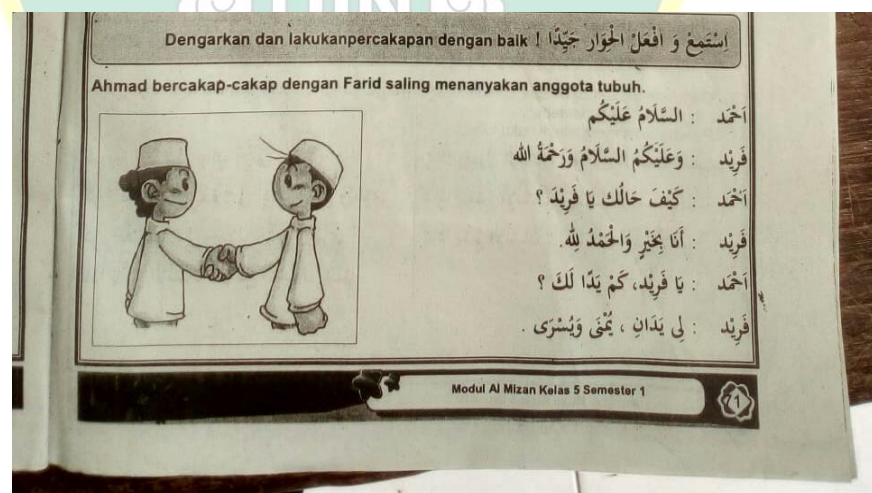 Dengarkan dan lakukanpercakapan dengan baik ! اِسْتَمِعْ وَ افْعَلْ الْحِوَار جَيِّدًا!
Ahmad bercakap-cakap dengan Farid saling menanyakan anggota tubuh.
اَحْمَد : السَّلَامُ عَلَيْكُم
فَرِيْد : وَعَلَيْكُمُ السَّلَامُ وَرَحْمَةُ الله
اَحْمَد : كَيْفَ حَالُك يَا فَرِيْدَ ؟
فَرِيْد : أَنَا بِخَيْرٍ وَالْحَمْدُ لِلّٰه.
اَحْمَد : يَا فَرِيْد، كَمْ يَدًا لَكَ ؟
فَرِيْد : لِى يَدَانِ ، يُمْنَى وَيُسْرَى .
Modul Al Mizan Kelas 5 Semester 1
71